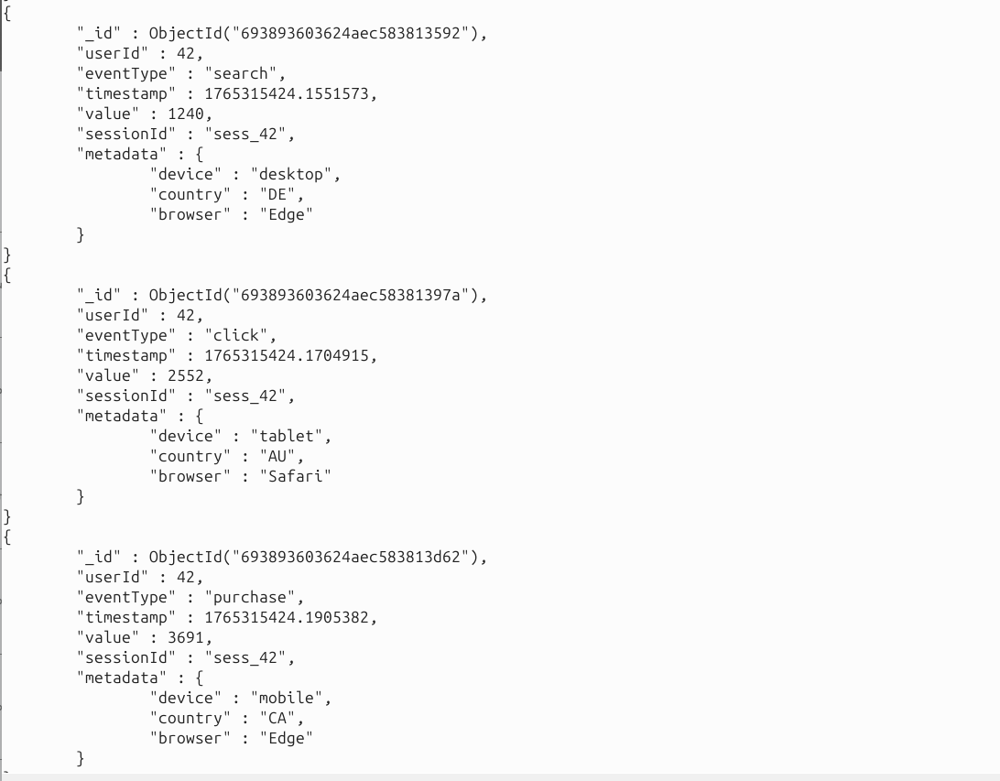 {
"_id" : ObjectId("693893603624aec583813592"),
"userId" : 42,
"eventType" : "search",
"timestamp" : 1765315424.1551573,
"value" : 1240,
"sessionId" : "sess_42",
"metadata" : {
"device" : "desktop",
"country" : "DE",
"browser" : "Edge"
}
}
{
"_id" : ObjectId("693893603624aec58381397a"),
"userId" : 42,
"eventType" : "click",
"timestamp" : 1765315424.1704915,
"value" : 2552,
"sessionId" : "sess_42",
"metadata" : {
"device" : "tablet",
"country" : "AU",
"browser" : "Safari"
}
}
{
"_id" : ObjectId("693893603624aec583813d62"),
"userId" : 42,
"eventType" : "purchase",
"timestamp" : 1765315424.1905382,
"value" : 3691,
"sessionId" : "sess_42",
"metadata" : {
"device" : "mobile",
"country" : "CA",
"browser" : "Edge"
}